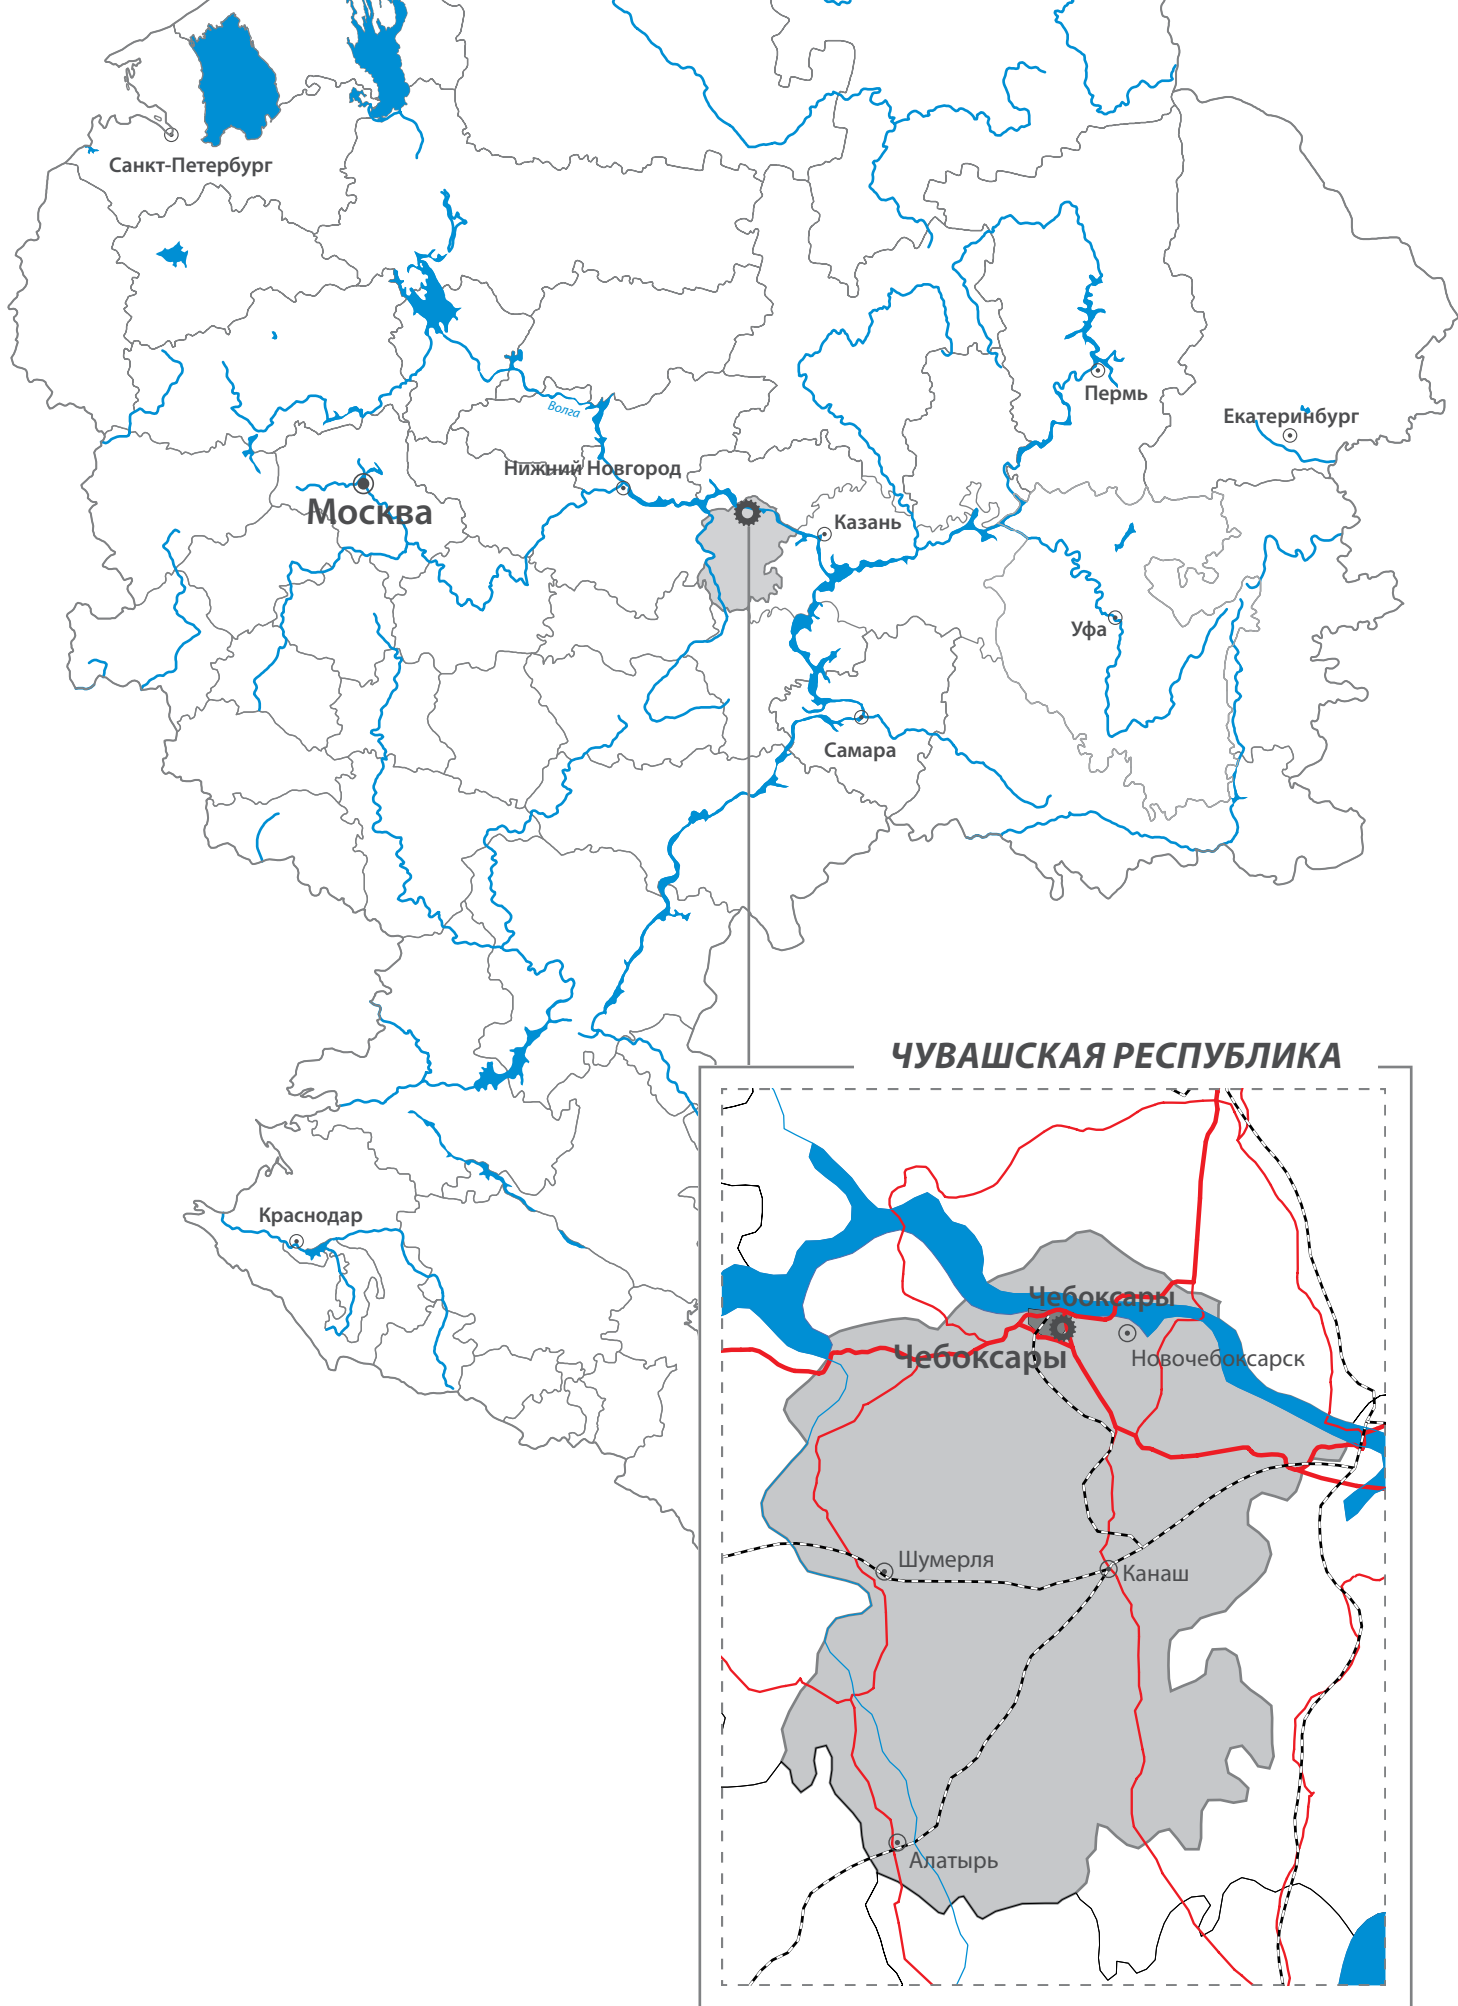 Санкт-Петербург
Пермь
Волга
Екатеринбург
Нижний Новгород
Москва
Казань
Уфа
Самара
ЧУВАШСКАЯ РЕСПУБЛИКА
Краснодар
Чебоксары
Чебоксары
Новочебоксарск
Шумерля
Канаш
Алатырь